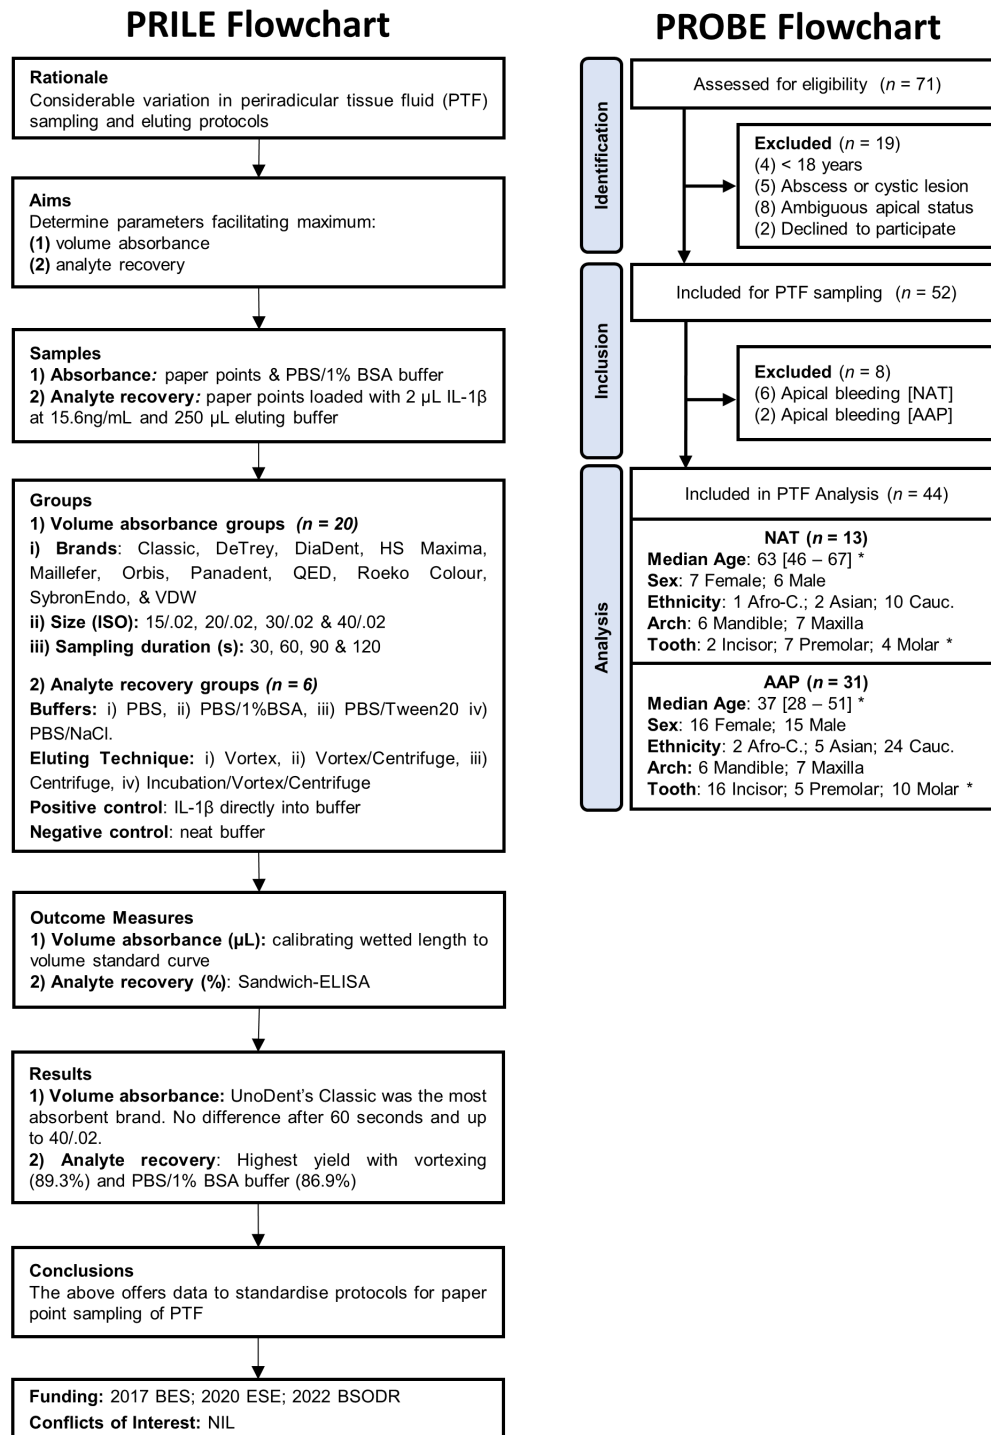 PRILE Flowchart
Rationale
Considerable variation in periradicular tissue fluid (PTF)
sampling and eluting protocols
Aims
Determine parameters facilitating maximum:
(1) volume absorbance
(2) analyte recovery
Samples
1) Absorbance: paper points & PBS/1% BSA buffer
2) Analyte recovery: paper points loaded with 2 µL IL-1β
at 15.6ng/mL and 250 µL eluting buffer
Groups
1) Volume absorbance groups (n = 20)
i) Brands: Classic, DeTrey, DiaDent, HS Maxima,
Maillefer, Orbis, Panadent, QED, Roeko Colour,
SybronEndo, & VDW
ii) Size (ISO): 15/.02, 20/.02, 30/.02 & 40/.02
iii) Sampling duration (s): 30, 60, 90 & 120
2) Analyte recovery groups (n = 6)
Buffers: i) PBS, ii) PBS/1%BSA, iii) PBS/Tween20 iv)
PBS/NaCl.
Eluting Technique: i) Vortex, ii) Vortex/Centrifuge, iii)
Centrifuge, iv) Incubation/Vortex/Centrifuge
Positive control: IL-1β directly into buffer
Negative control: neat buffer
Outcome Measures
1) Volume absorbance (µL): calibrating wetted length to
volume standard curve
2) Analyte recovery (%): Sandwich-ELISA
Results
1) Volume absorbance: UnoDent's Classic was the most
absorbent brand. No difference after 60 seconds and up
to 40/.02.
2) Analyte recovery: Highest yield with vortexing
(89.3%) and PBS/1% BSA buffer (86.9%)
Conclusions
The above offers data to standardise protocols for paper
point sampling of PTF
Funding: 2017 BES; 2020 ESE; 2022 BSODR
Conflicts of Interest: NIL
PROBE Flowchart
Identification
Assessed for eligibility (n = 71)
Excluded (n = 19)
(4) < 18 years
(5) Abscess or cystic lesion
(8) Ambiguous apical status
(2) Declined to participate
Inclusion
Included for PTF sampling (n = 52)
Excluded (n = 8)
(6) Apical bleeding [NAT]
(2) Apical bleeding [AAP]
Analysis
Included in PTF Analysis (n = 44)
NAT (n = 13)
Median Age: 63 [46 – 67] *
Sex: 7 Female; 6 Male
Ethnicity: 1 Afro-C.; 2 Asian; 10 Cauc.
Arch: 6 Mandible; 7 Maxilla
Tooth: 2 Incisor; 7 Premolar; 4 Molar *
AAP (n = 31)
Median Age: 37 [28 – 51] *
Sex: 16 Female; 15 Male
Ethnicity: 2 Afro-C.; 5 Asian; 24 Cauc.
Arch: 6 Mandible; 7 Maxilla
Tooth: 16 Incisor; 5 Premolar; 10 Molar *